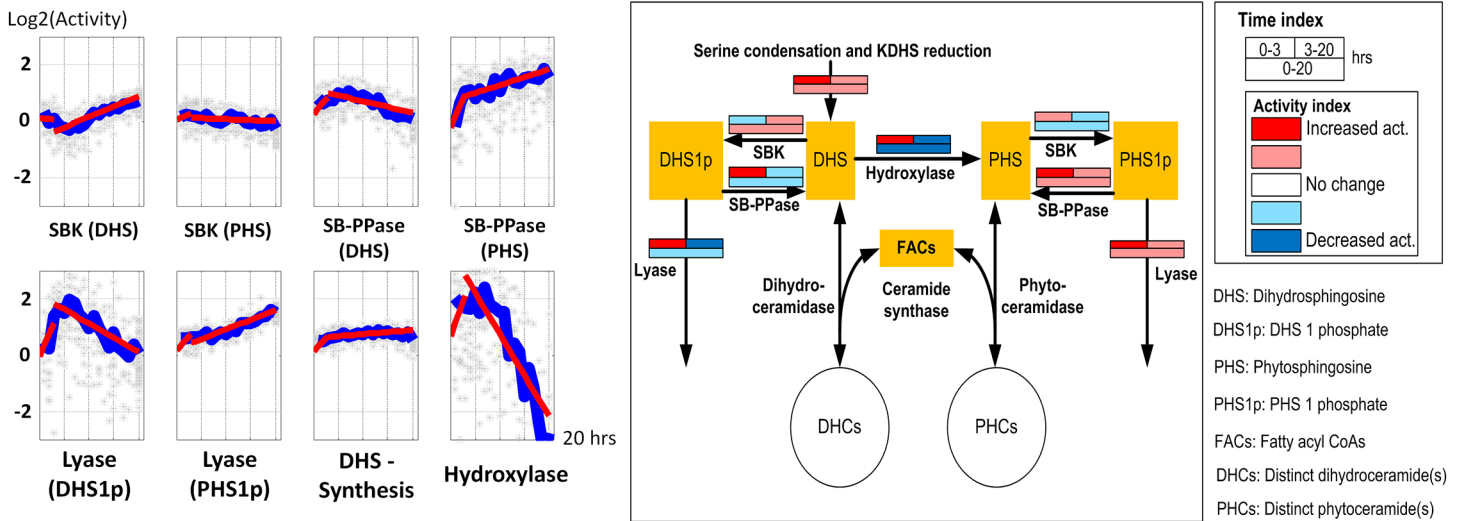 Log2(Activity)
2
0
-2
SBK (DHS)
SBK (PHS)
SB-PPase
(DHS)
SB-PPase
(PHS)
2
0
-2
20 hrs
Lyase
(DHS1p)
Lyase
(PHS1p)
DHS -
Synthesis
Hydroxylase
Serine condensation and KDHS reduction
DHS1p
SBK
DHS
SB-PPase
Hydroxylase
PHS
SBK
PHS1p
SB-PPase
Lyase
FACs
Lyase
Dihydro-
ceramidase
Ceramide
synthase
Phyto-
ceramidase
DHCs
PHCs
Time index
0-3
3-20
0-20
hrs
Activity index
Increased act.
No change
Decreased act.
DHS: Dihydrosphingosine
DHS1p: DHS 1 phosphate
PHS: Phytosphingosine
PHS1p: PHS 1 phosphate
FACs: Fatty acyl CoAs
DHCs: Distinct dihydroceramide(s)
PHCs: Distinct phytoceramide(s)